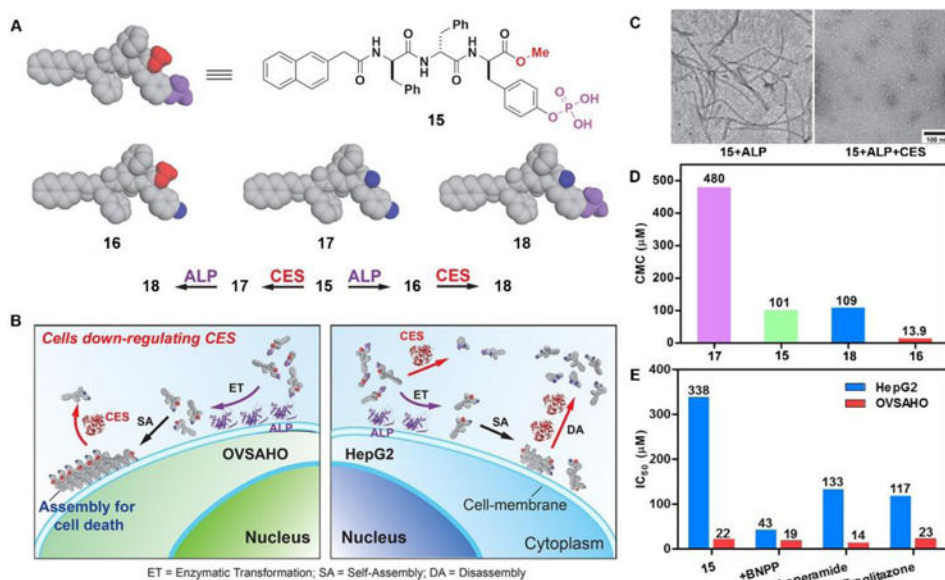 A
Ph
O
H
N
O
N
H
Ph
O
H
N
O
OMe
O
P
OH
OH
O
15
16
17
18
18 ALP 17 CES 15 ALP 16 CES 18
B
Cells down-regulating CES
CES
SA
ET
ALP
OVSAHO
Assembly for
cell death
Nucleus
CES
ET
ALP
SA
DA
HepG2
Cell-membrane
Nucleus
Cytoplasm
ET = Enzymatic Transformation; SA = Self-Assembly; DA = Disassembly
C
100 nm
15+ALP
15+ALP+CES
D
CMC (μM)
500
400
300
200
100
0
480
101
109
13.9
17
15
18
16
E
IC50 (μM)
400
200
100
0
HepG2
OVSAHO
338
22
43
19
133
14
117
23
15
+BNPP